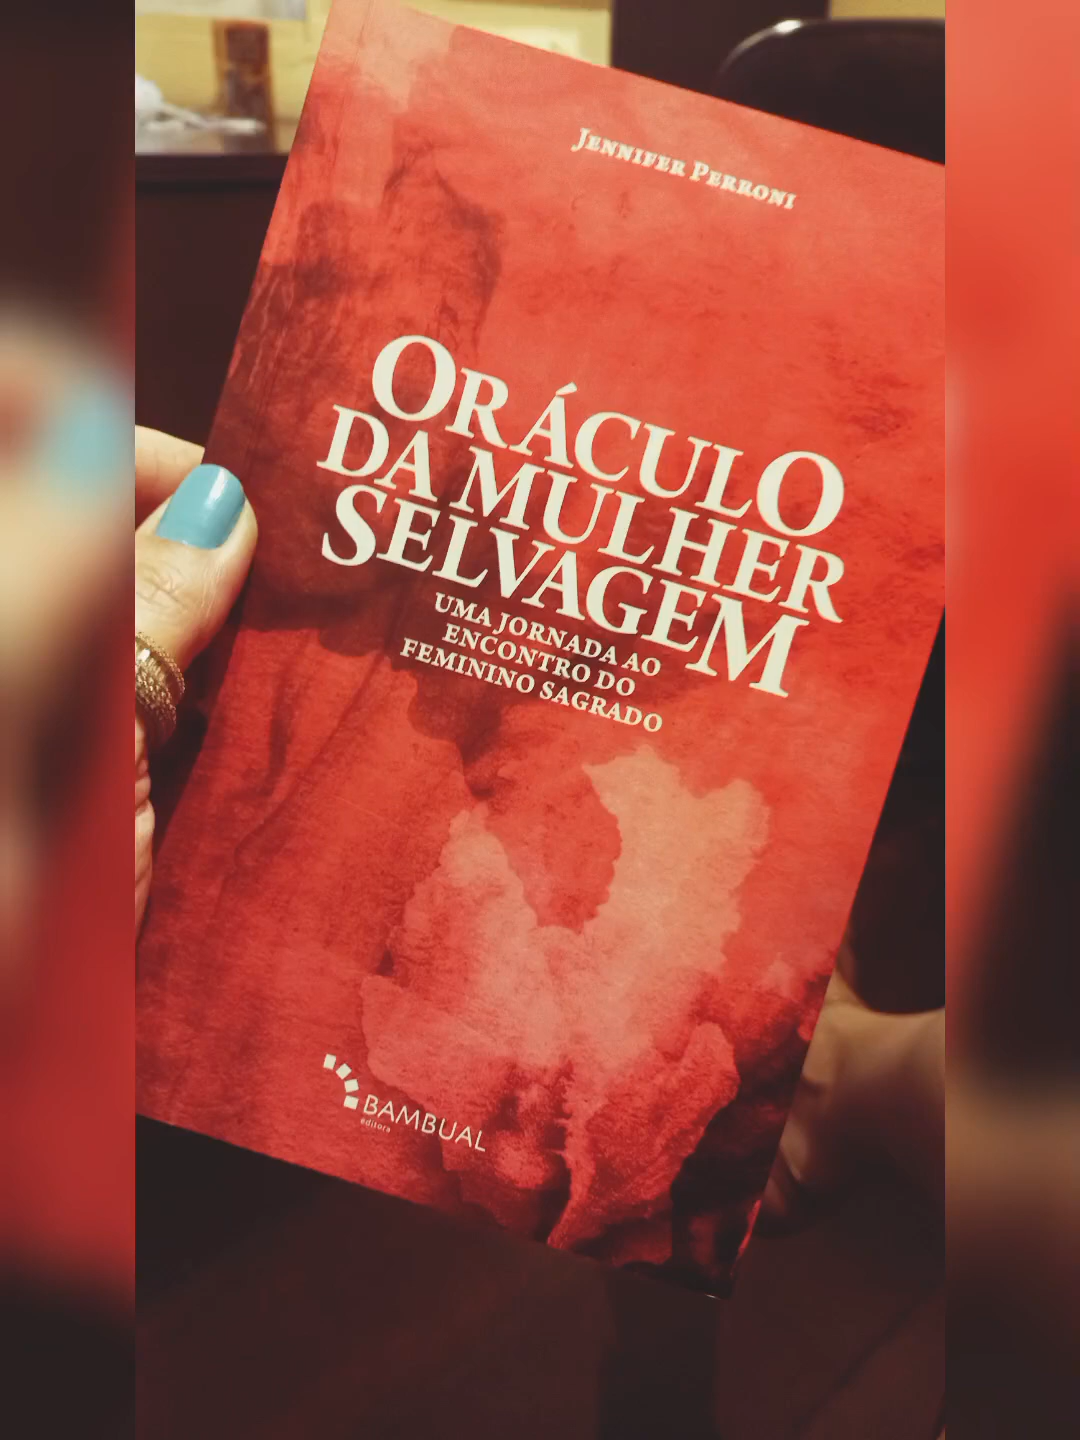 JENNIFER PERRONI
ORÁCULO
DA MULHER
SELVAGEM
UMA JORNADA AO
ENCONTRO DO
FEMININO SAGRADO
BAMBUAL
editora